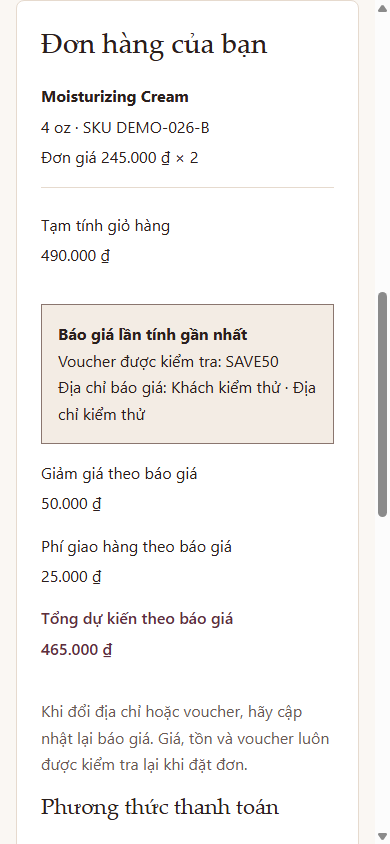 Đơn hàng của bạn
Moisturizing Cream
4 oz · SKU DEMO-026-B
Đơn giá 245.000 ₫ × 2
Tạm tính giỏ hàng
490.000 ₫
Báo giá lần tính gần nhất
Voucher được kiểm tra: SAVE50
Địa chỉ báo giá: Khách kiểm thử · Địa
chỉ kiểm thử
Giảm giá theo báo giá
50.000 ₫
Phí giao hàng theo báo giá
25.000 ₫
Tổng dự kiến theo báo giá
465.000 ₫
Khi đổi địa chỉ hoặc voucher, hãy cập
nhật lại báo giá. Giá, tồn và voucher luôn
được kiểm tra lại khi đặt đơn.
Phương thức thanh toán